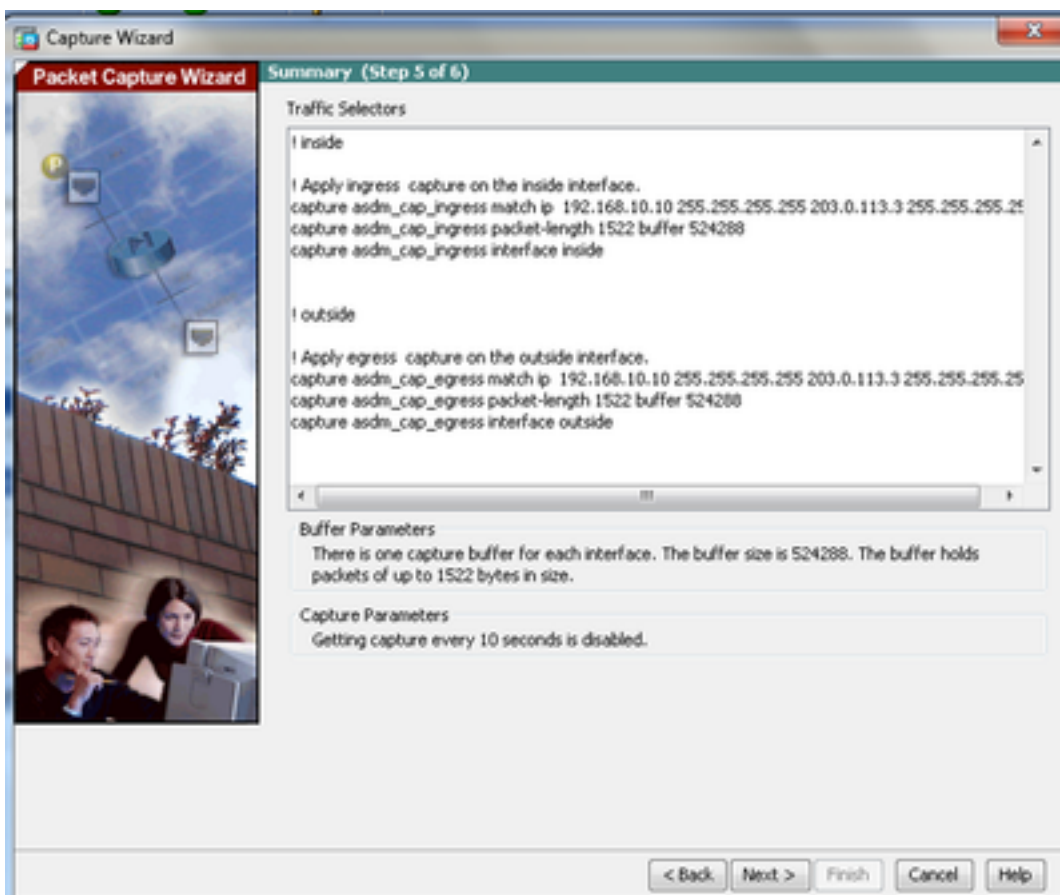 Capture Wizard
Packet Capture Wizard
Summary (Step 5 of 6)
Traffic Selectors
! inside
! Apply ingress capture on the inside interface.
capture asdm_cap_ingress match ip 192.168.10.10 255.255.255.255 203.0.113.3 255.255.255.25
capture asdm_cap_ingress packet-length 1522 buffer 524288
capture asdm_cap_ingress interface inside
! outside
! Apply egress capture on the outside interface.
capture asdm_cap_egress match ip 192.168.10.10 255.255.255.255 203.0.113.3 255.255.255.25
capture asdm_cap_egress packet-length 1522 buffer 524288
capture asdm_cap_egress interface outside
Buffer Parameters
There is one capture buffer for each interface. The buffer size is 524288. The buffer holds
packets of up to 1522 bytes in size.
Capture Parameters
Getting capture every 10 seconds is disabled.
< Back Next > Finish Cancel Help